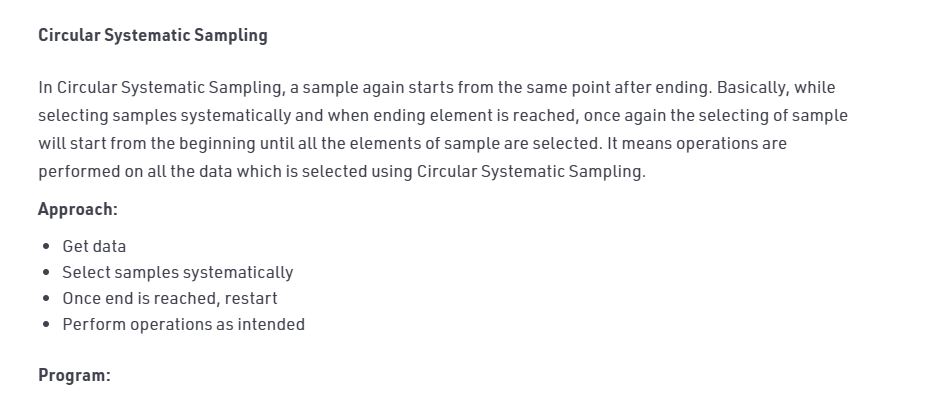 Circular Systematic Sampling
In Circular Systematic Sampling, a sample again starts from the same point after ending. Basically, while
selecting samples systematically and when ending element is reached, once again the selecting of sample
will start from the beginning until all the elements of sample are selected. It means operations are
performed on all the data which is selected using Circular Systematic Sampling.
Approach:
• Get data
• Select samples systematically
• Once end is reached, restart
• Perform operations as intended
Program: